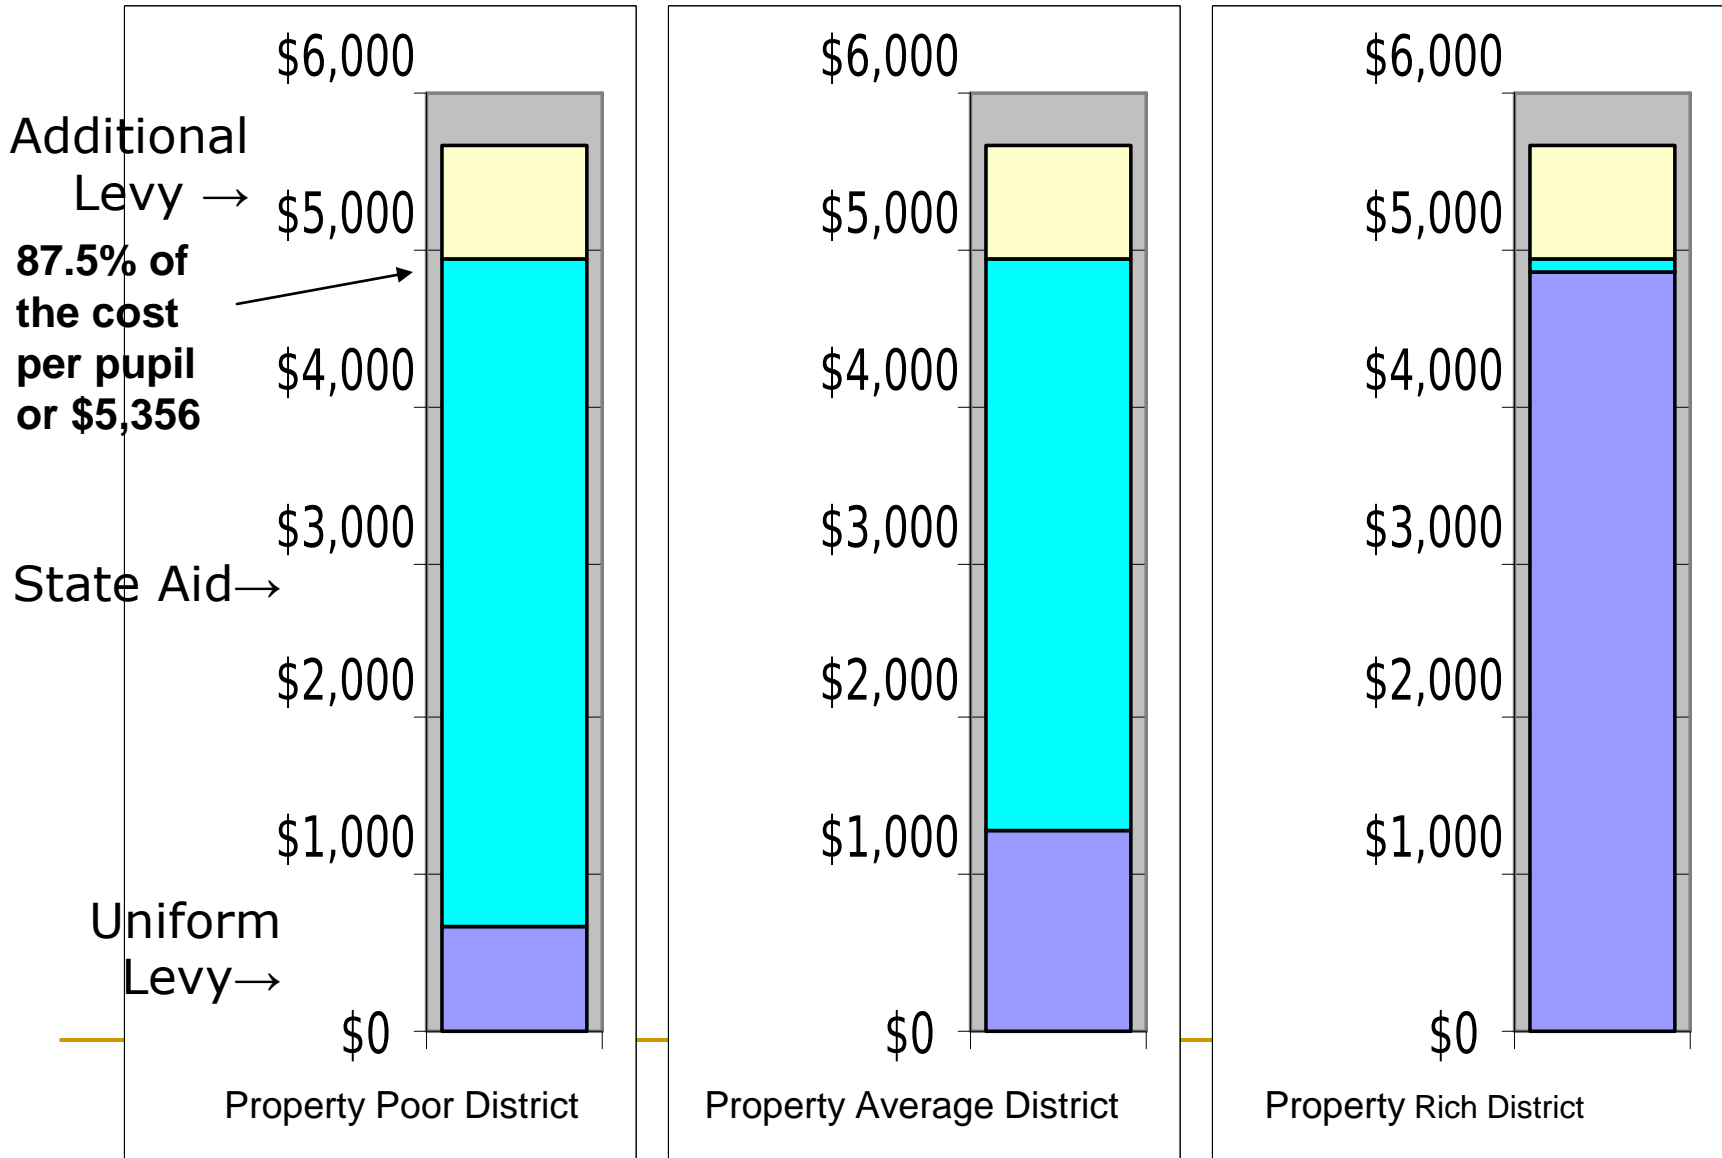 Additional
Levy →
87.5% of
the cost
per pupil
or $5,356
State Aid→
Uniform
Levy→
$6,000
$5,000
$4,000
$3,000
$2,000
$1,000
$0
Property Poor District
$6,000
$5,000
$4,000
$3,000
$2,000
$1,000
$0
Property Average District
$6,000
$5,000
$4,000
$3,000
$2,000
$1,000
$0
Property Rich District